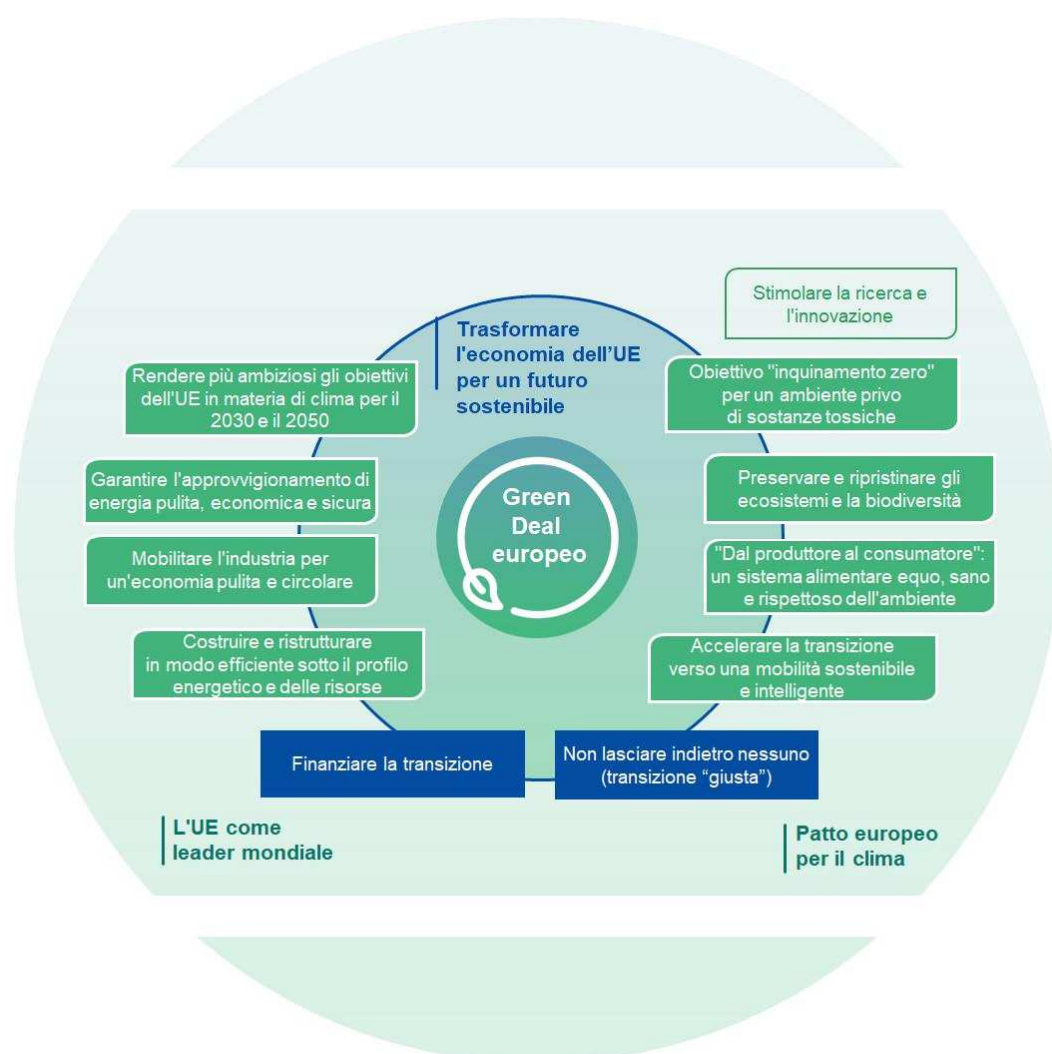 Stimolare la ricerca e
l'innovazione
Trasformare
l'economia dell’UE
per un futuro
sostenibile
Rendere più ambiziosi gli obiettivi
dell'UE in materia di clima per il
2030 e il 2050
Obiettivo "inquinamento zero"
per un ambiente privo
di sostanze tossiche
Garantire l'approvvigionamento di
energia pulita, economica e sicura
Green
Deal
europeo
Preservare e ripristinare gli
ecosistemi e la biodiversità
Mobilitare l'industria per
un'economia pulita e circolare
"Dal produttore al consumatore":
un sistema alimentare equo, sano
e rispettoso dell'ambiente
Costruire e ristrutturare
in modo efficiente sotto il profilo
energetico e delle risorse
Accelerare la transizione
verso una mobilità sostenibile
e intelligente
Finanziare la transizione
Non lasciare indietro nessuno
(transizione “giusta”)
L'UE come
leader mondiale
Patto europeo
per il clima